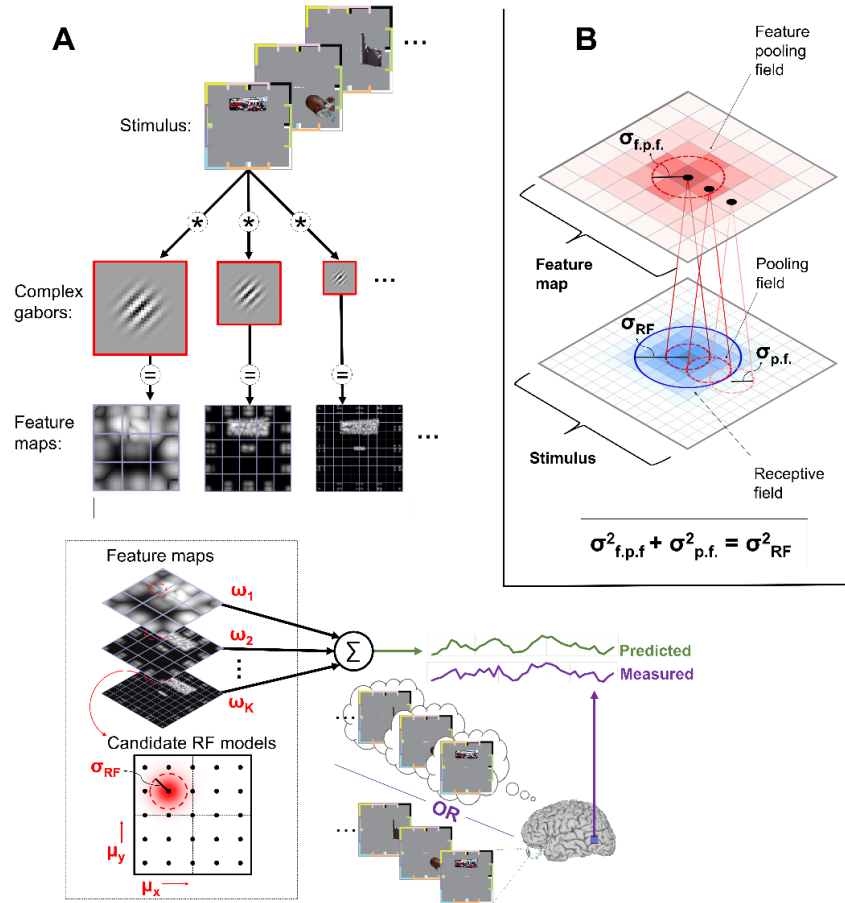 A
...
Stimulus:
* * *
Complex
gabors:
...
= = =
Feature
maps:
...
B
Feature
pooling
field
σf.p.f.
Feature
map
Pooling
field
σRF
σp.f.
Stimulus
Receptive
field
σ²f.p.f + σ²p.f. = σ²RF
Feature maps
ω1
ω2
ωK
Σ
Predicted
Measured
Candidate RF models
σRF
μy
μx
...
OR
...